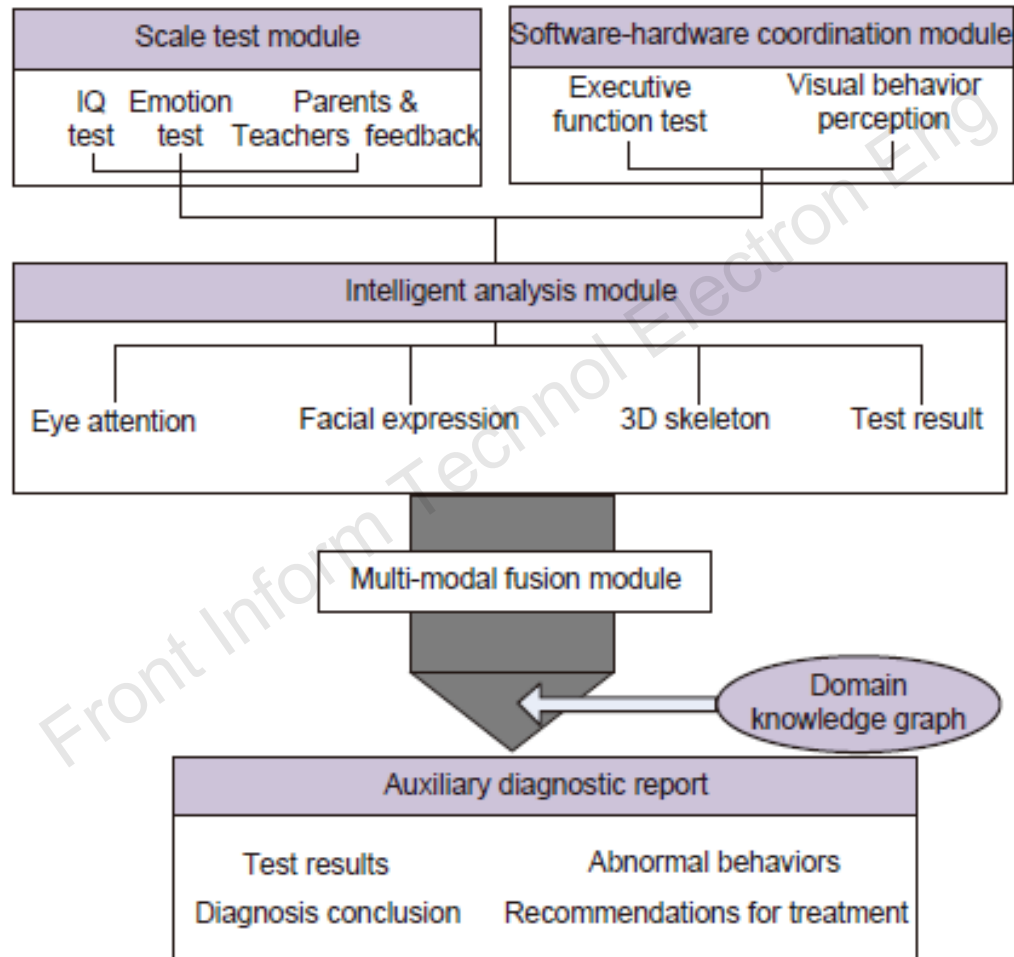 Scale test module
IQ
test
Emotion
test
Parents &
Teachers feedback
Software-hardware coordination module
Executive
function test
Visual behavior
perception
Intelligent analysis module
Eye attention
Facial expression
3D skeleton
Test result
Multi-modal fusion module
Domain
knowledge graph
Auxiliary diagnostic report
Test results
Abnormal behaviors
Diagnosis conclusion
Recommendations for treatment
Front Inform Technol Electron Eng